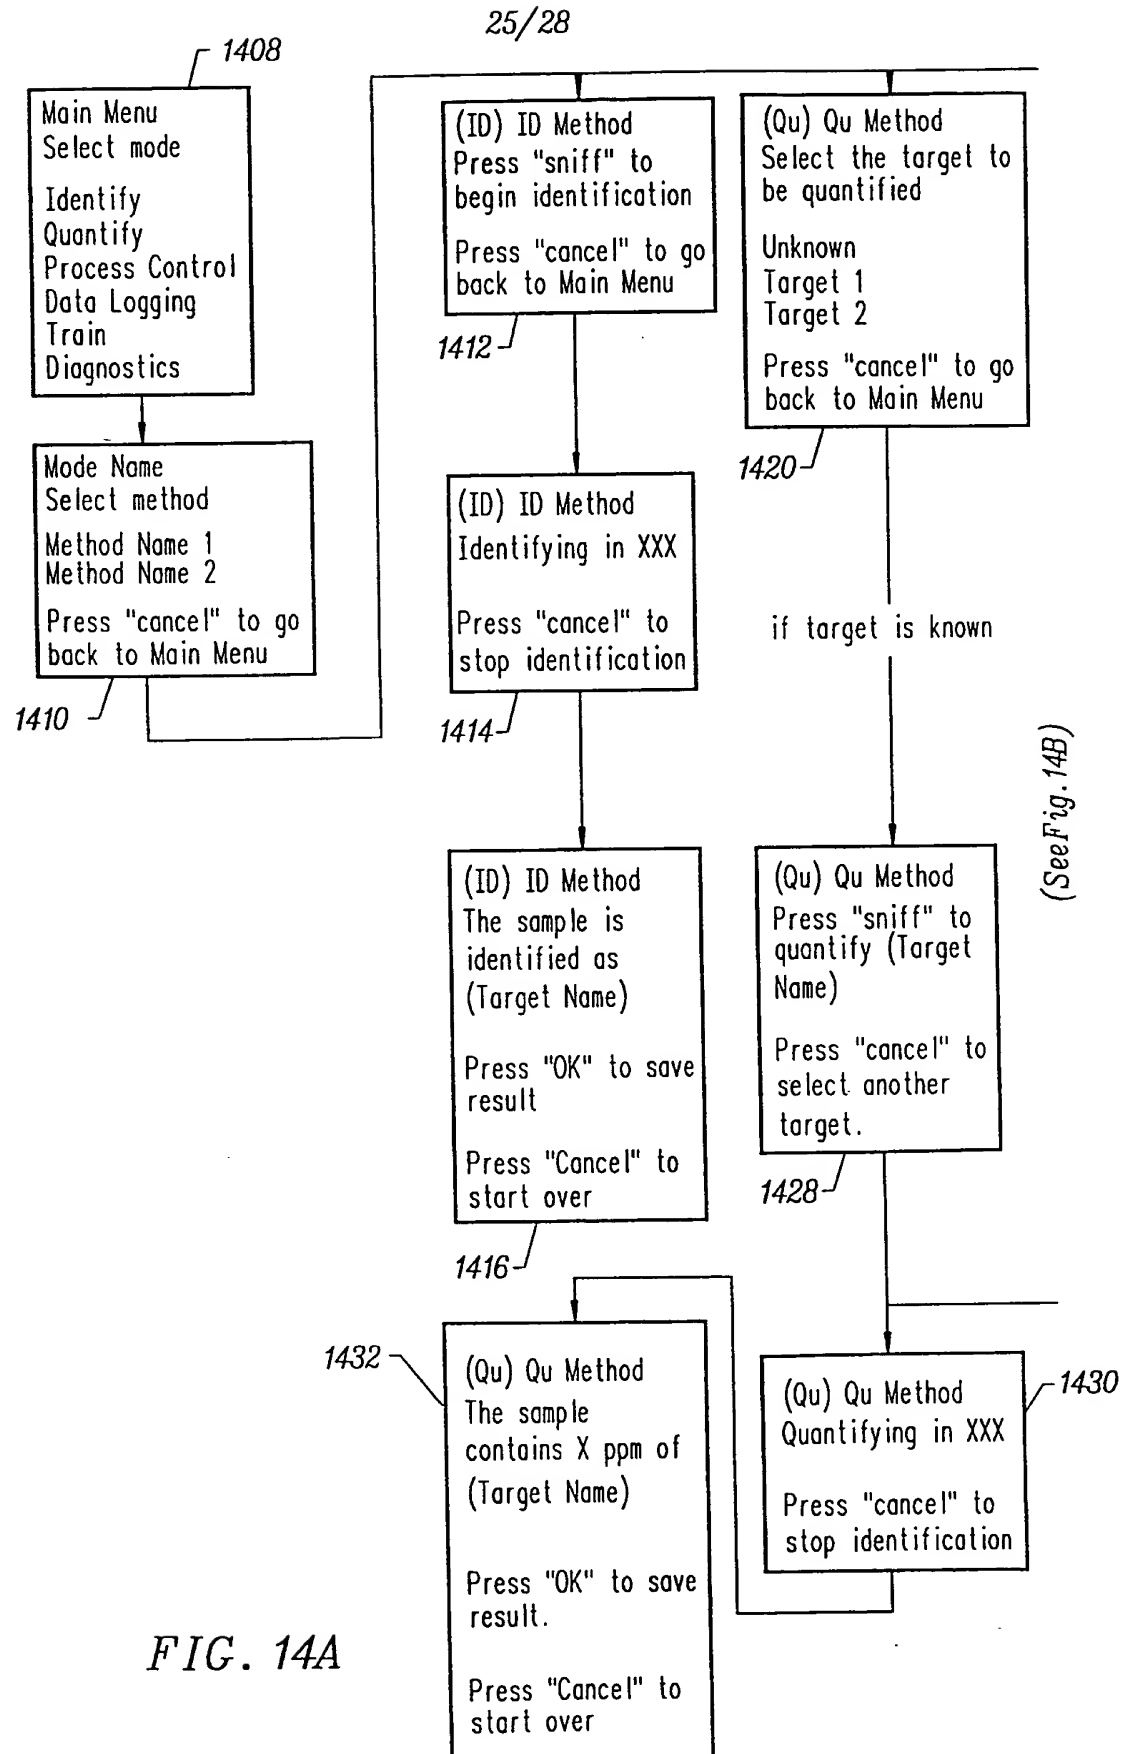 25/28
1408
Main Menu
Select mode
Identify
Quantify
Process Control
Data Logging
Train
Diagnostics
Mode Name
Select method
Method Name 1
Method Name 2
Press "cancel" to go
back to Main Menu
1410
(ID) ID Method
Press "sniff" to
begin identification
Press "cancel" to go
back to Main Menu
1412
(ID) ID Method
Identifying in XXX
Press "cancel" to
stop identification
1414
(ID) ID Method
The sample is
identified as
(Target Name)
Press "OK" to save
result
Press "Cancel" to
start over
1416
(Qu) Qu Method
Select the target to
be quantified
Unknown
Target 1
Target 2
Press "cancel" to go
back to Main Menu
1420
if target is known
(Qu) Qu Method
Press "sniff" to
quantify (Target
Name)
Press "cancel" to
select another
target.
1428
(See Fig. 14B)
(Qu) Qu Method
Quantifying in XXX
Press "cancel" to
stop identification
1430
1432
(Qu) Qu Method
The sample
contains X ppm of
(Target Name)
Press "OK" to save
result.
Press "Cancel" to
start over
FIG. 14A